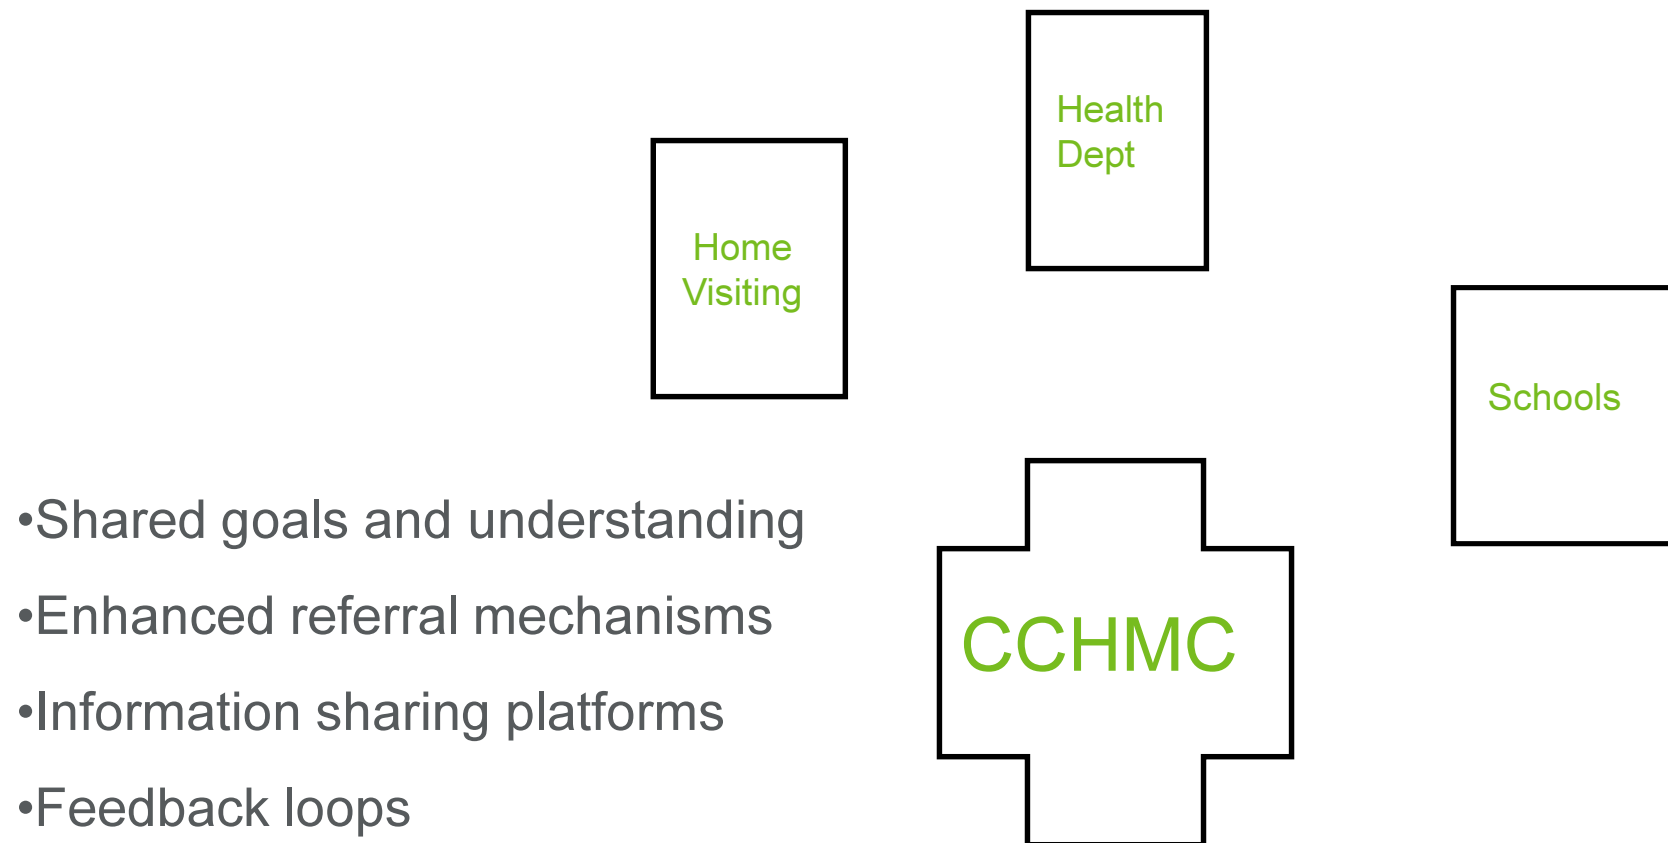 Health
Dept
Home
Visiting
Schools
•Shared goals and understanding
•Enhanced referral mechanisms
•Information sharing platforms
•Feedback loops
CCHMC